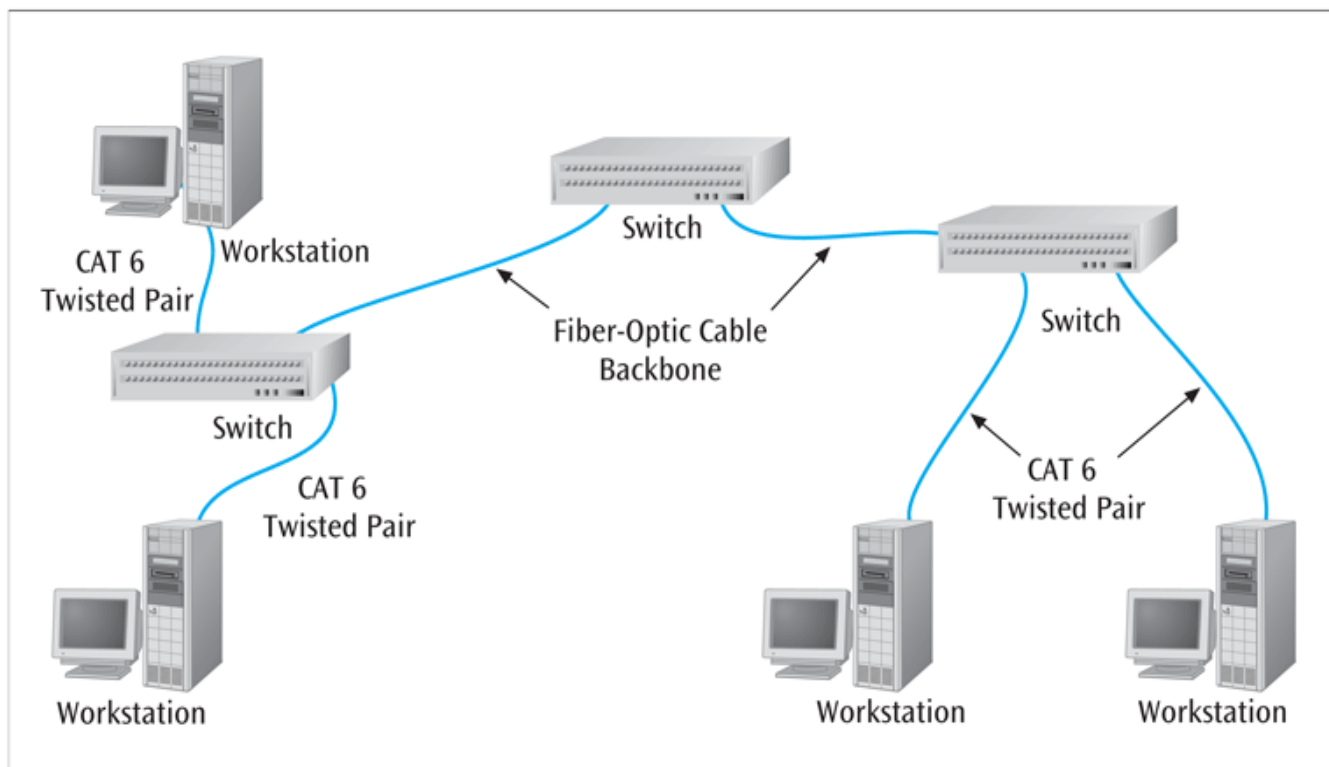 Workstation
CAT 6
Twisted Pair
Switch
Switch
Fiber-Optic Cable
Backbone
Switch
CAT 6
Twisted Pair
CAT 6
Twisted Pair
Workstation
Workstation
Workstation